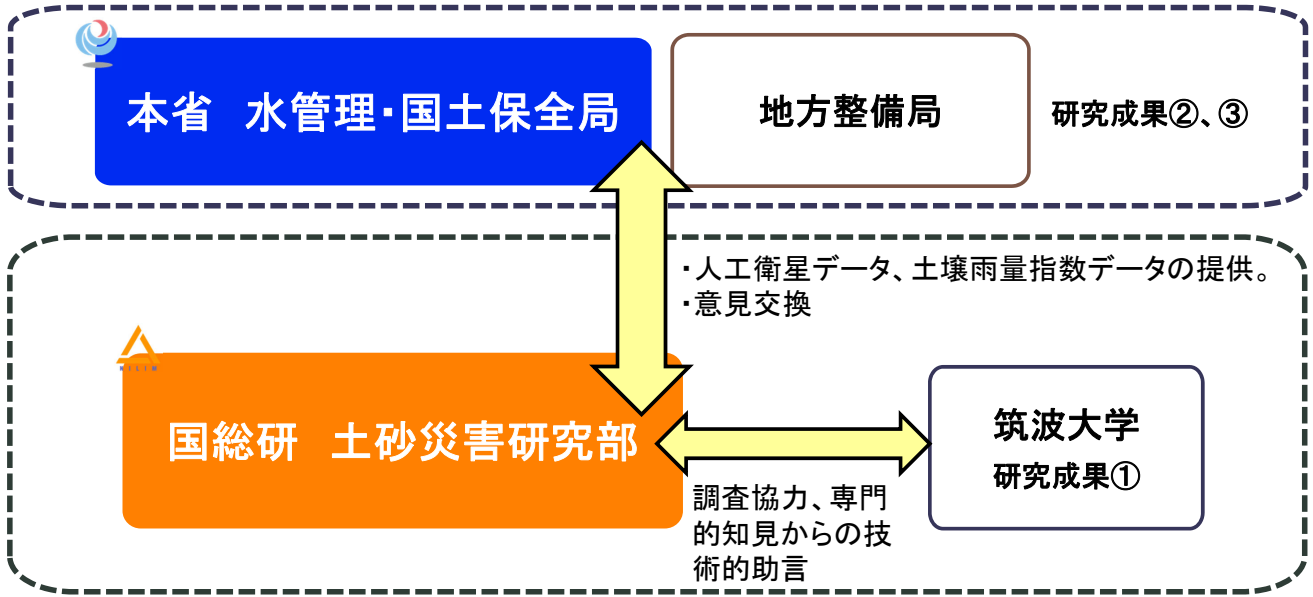 本省　水管理・国土保全局
地方整備局
研究成果②、③
・人工衛星データ、土壌雨量指数データの提供。
・意見交換
NILIM
国総研　土砂災害研究部
筑波大学
研究成果①
調査協力、専門
的知見からの技
術的助言